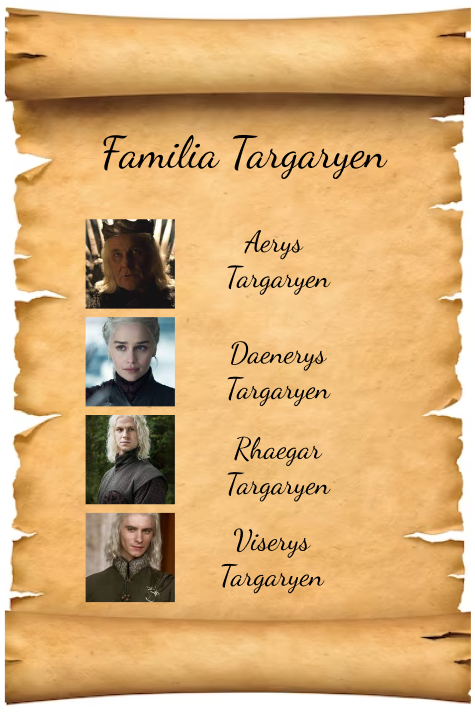 Familia Targaryen
Aerys
Targaryen
Daenerys
Targaryen
Rhaegar
Targaryen
Viserys
Targaryen